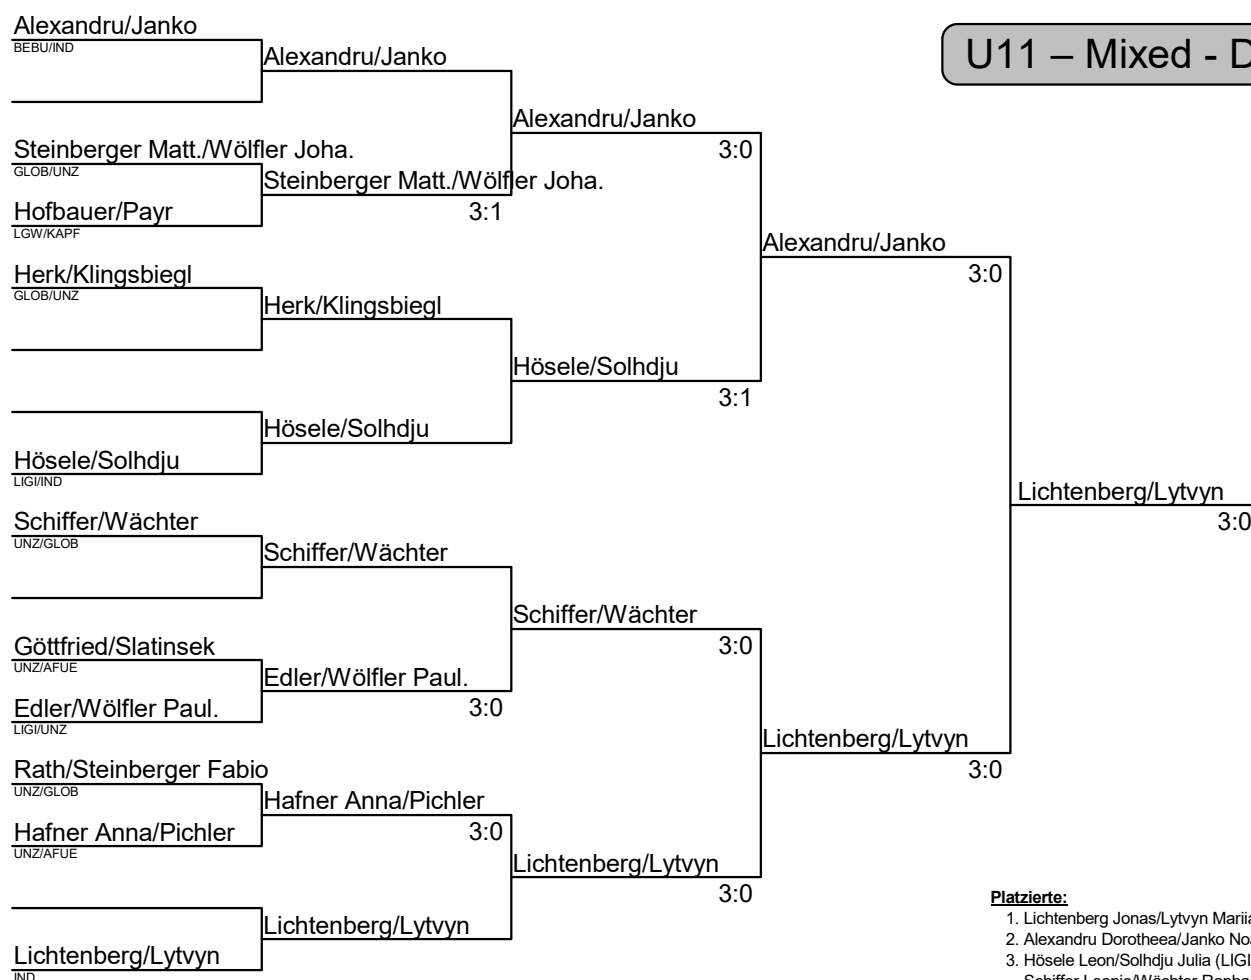 U11 – Mixed - D
Alexandru/Janko
BEBU/IND
Steinberger Matt./Wölfler Joha.
GLOB/UNZ
Hofbauer/Payr
LGW/KAPF
Herk/Klingsbiegl
GLOB/UNZ
Hösele/Solhdju
LIGI/IND
Schiffer/Wächter
UNZ/GLOB
Göttfried/Slatinsek
UNZ/AFUE
Edler/Wölfler Paul.
LIGI/UNZ
Rath/Steinberger Fabio
UNZ/GLOB
Hafner Anna/Pichler
UNZ/AFUE
Lichtenberg/Lytvyn
IND
Alexandru/Janko
Steinberger Matt./Wölfler Joha.
3:1
Herk/Klingsbiegl
Hösele/Solhdju
Schiffer/Wächter
Edler/Wölfler Paul.
3:0
Hafner Anna/Pichler
3:0
Lichtenberg/Lytvyn
Alexandru/Janko
3:0
Hösele/Solhdju
3:1
Schiffer/Wächter
3:0
Lichtenberg/Lytvyn
3:0
Alexandru/Janko
3:0
Lichtenberg/Lytvyn
3:0
Lichtenberg/Lytvyn
3:0
Platzierte:
1. Lichtenberg Jonas/Lytvyn Mariia
2. Alexandru Dorotheea/Janko
3. Hösele Leon/Solhdju Julia (LIGI
Schiffer Leonie/Wächter